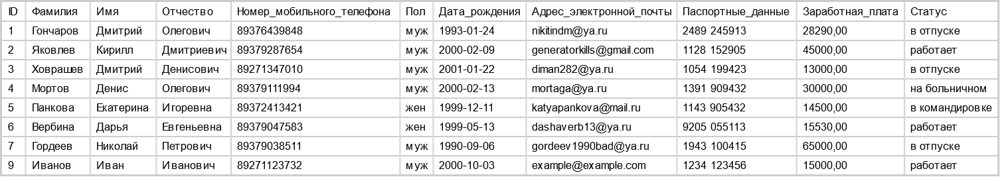 ID Фамилия Имя Отчество Номер_мобильного_телефона Пол Дата_рождения Адрес_электронной_почты Паспортные_данные Заработная_плата Статус
1 Гончаров Дмитрий Олегович 89376439848 муж 1993-01-24 nikitindm@ya.ru 2489 245913 28290,00 в отпуске
2 Яковлев Кирилл Дмитриевич 89379287654 муж 2000-02-09 generatorkills@gmail.com 1128 152905 45000,00 работает
3 Ховрашев Дмитрий Денисович 89271347010 муж 2001-01-22 diman282@ya.ru 1054 199423 13000,00 в отпуске
4 Мортов Денис Олегович 89379111994 муж 2000-02-13 mortaga@ya.ru 1391 909432 30000,00 на больничном
5 Панкова Екатерина Игоревна 89372413421 жен 1999-12-11 katyapankova@mail.ru 1143 905432 14500,00 в командировке
6 Вербина Дарья Евгеньевна 89379047583 жен 1999-05-13 dashaverb13@ya.ru 9205 055113 15530,00 работает
7 Гордеев Николай Петрович 89379038511 муж 1990-09-06 gordeev1990bad@ya.ru 1943 100415 65000,00 в отпуске
9 Иванов Иван Иванович 89271123732 муж 2000-10-03 example@example.com 1234 123456 15000,00 работает